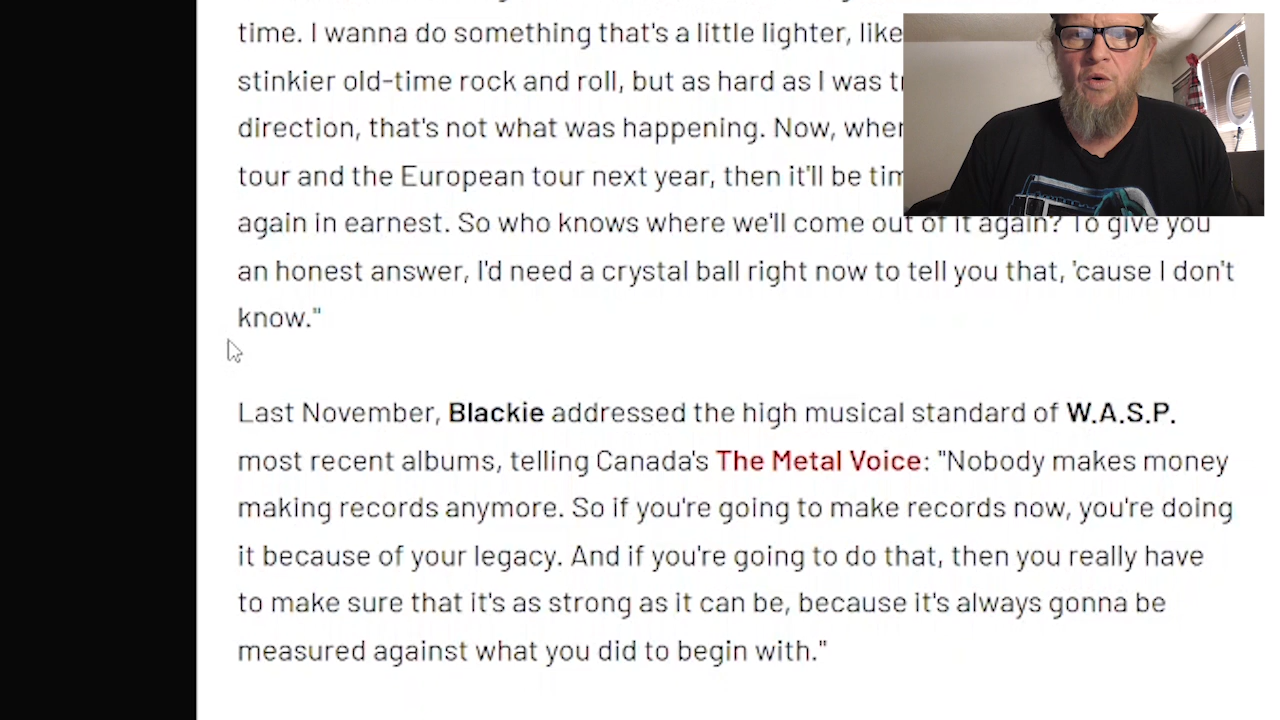 time. I wanna do something that's a little lighter, like
stinkier old-time rock and roll, but as hard as I was
direction, that's not what was happening. Now,
tour and the European tour next year, then it'll be
again in earnest. So who knows where we'll come out of it again? To give you
an honest answer, I'd need a crystal ball right now to tell you that, 'cause I don't
know."
Last November, Blackie addressed the high musical standard of W.A.S.P.
most recent albums, telling Canada's The Metal Voice: "Nobody makes money
making records anymore. So if you're going to make records now, you're doing
it because of your legacy. And if you're going to do that, then you really have
to make sure that it's as strong as it can be, because it's always gonna be
measured against what you did to begin with."